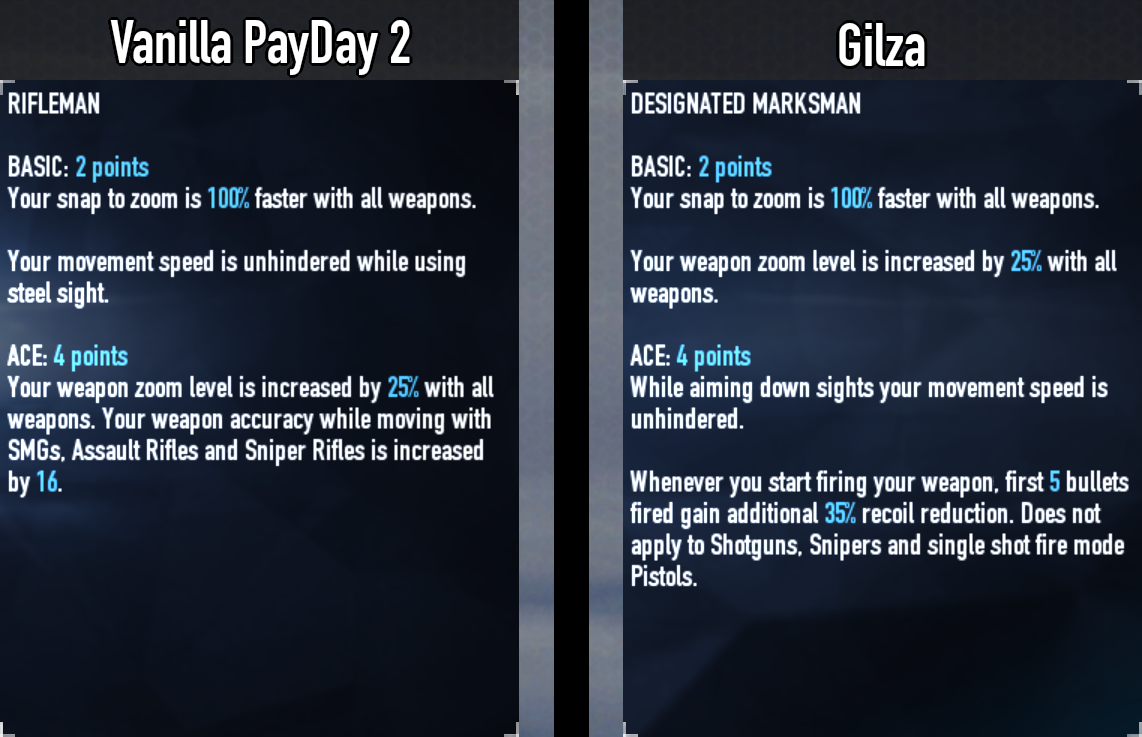 Vanilla PayDay 2
RIFLEMAN
BASIC: 2 points
Your snap to zoom is 100% faster with all weapons.
Your movement speed is unhindered while using
steel sight.
ACE: 4 points
Your weapon zoom level is increased by 25% with all
weapons. Your weapon accuracy while moving with
SMGs, Assault Rifles and Sniper Rifles is increased
by 16.
Gilza
DESIGNATED MARKSMAN
BASIC: 2 points
Your snap to zoom is 100% faster with all weapons.
Your weapon zoom level is increased by 25% with all
weapons.
ACE: 4 points
While aiming down sights your movement speed is
unhindered.
Whenever you start firing your weapon, first 5 bullets
fired gain additional 35% recoil reduction. Does not
apply to Shotguns, Snipers and single shot fire mode
Pistols.